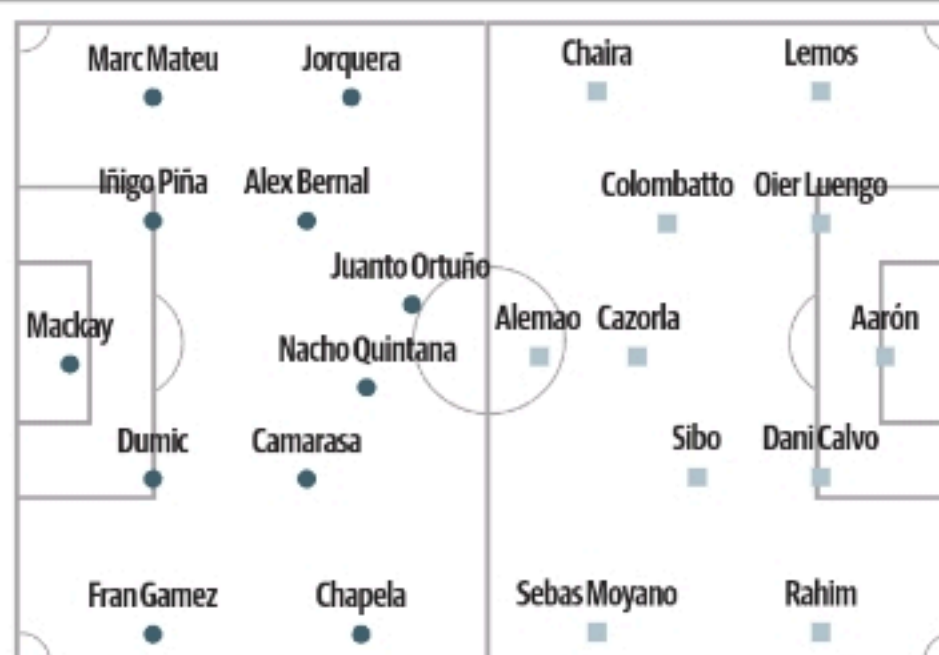 Marc Mateu
Jorquera
Chaira
Lemos
Iñigo Piña
Alex Bernal
Colombatto
Oier Luengo
Juanto Ortuño
Mackay
Alemao
Cazorla
Aarón
Nacho Quintana
Dumic
Camarasa
Sibo
Dani Calvo
Fran Gamez
Chapela
Sebas Moyano
Rahim